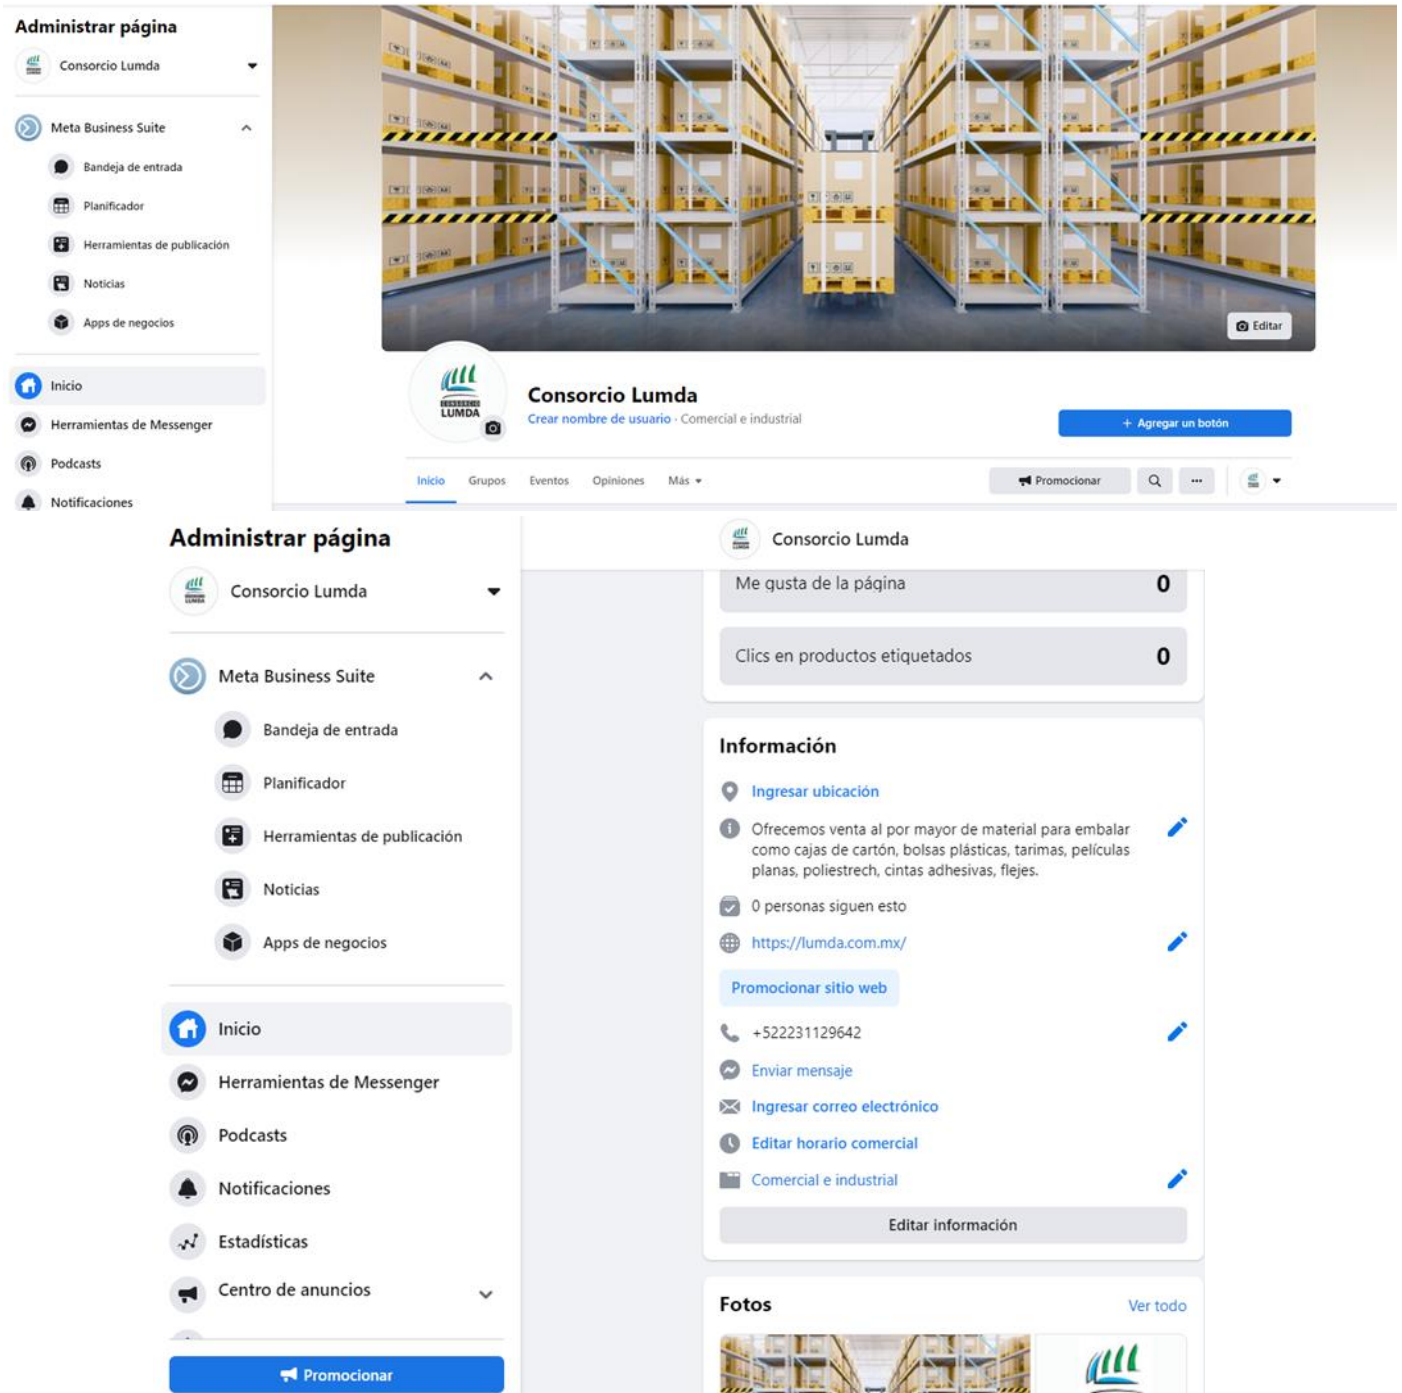 Administrar página
Consorcio Lumda
Meta Business Suite
Bandeja de entrada
Planificador
Herramientas de publicación
Noticias
Apps de negocios
Inicio
Herramientas de Messenger
Podcasts
Notificaciones
Editar
CONSORCIO
LUMDA
Consorcio Lumda
Crear nombre de usuario · Comercial e industrial
+ Agregar un botón
Inicio Grupos Eventos Opiniones Más
Promocionar
Administrar página
Consorcio Lumda
Meta Business Suite
Bandeja de entrada
Planificador
Herramientas de publicación
Noticias
Apps de negocios
Inicio
Herramientas de Messenger
Podcasts
Notificaciones
Estadísticas
Centro de anuncios
Promocionar
Consorcio Lumda
Me gusta de la página 0
Clics en productos etiquetados 0
Información
Ingresar ubicación
Ofrecemos venta al por mayor de material para embalar
como cajas de cartón, bolsas plásticas, tarimas, películas
planas, poliestrech, cintas adhesivas, flejes.
0 personas siguen esto
https://lumda.com.mx/
Promocionar sitio web
+522231129642
Enviar mensaje
Ingresar correo electrónico
Editar horario comercial
Comercial e industrial
Editar información
Fotos
Ver todo